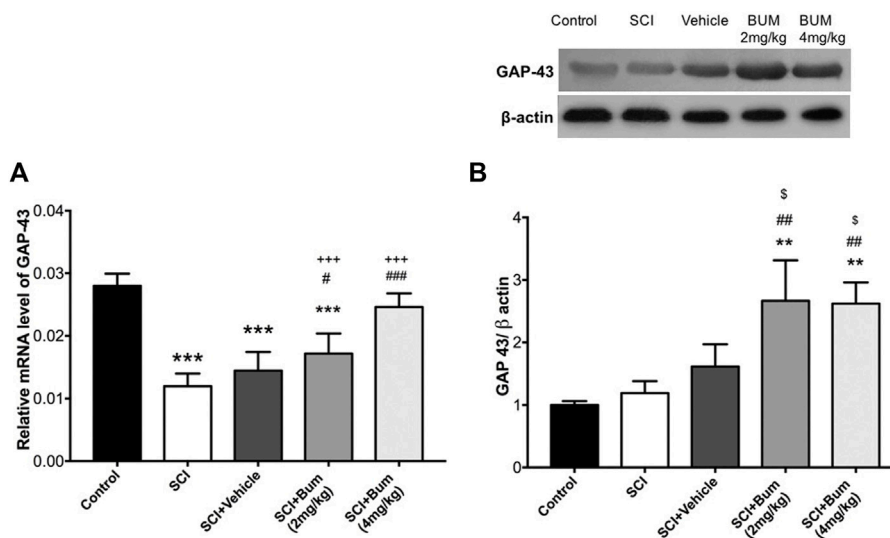 Control SCI Vehicle BUM BUM
2mg/kg 4mg/kg
GAP-43
β-actin
A
Relative mRNA level of GAP-43
0.04
0.03
0.02
0.01
0.00
***
***
+++
#
***
+++
###
Control
SCI
SCI+Vehicle
SCI+Bum
(2mg/kg)
SCI+Bum
(4mg/kg)
B
GAP 43/ β actin
4
3
2
1
0
$
##
**
$
##
**
Control
SCI
SCI+Vehicle
SCI+Bum
(2mg/kg)
SCI+Bum
(4mg/kg)